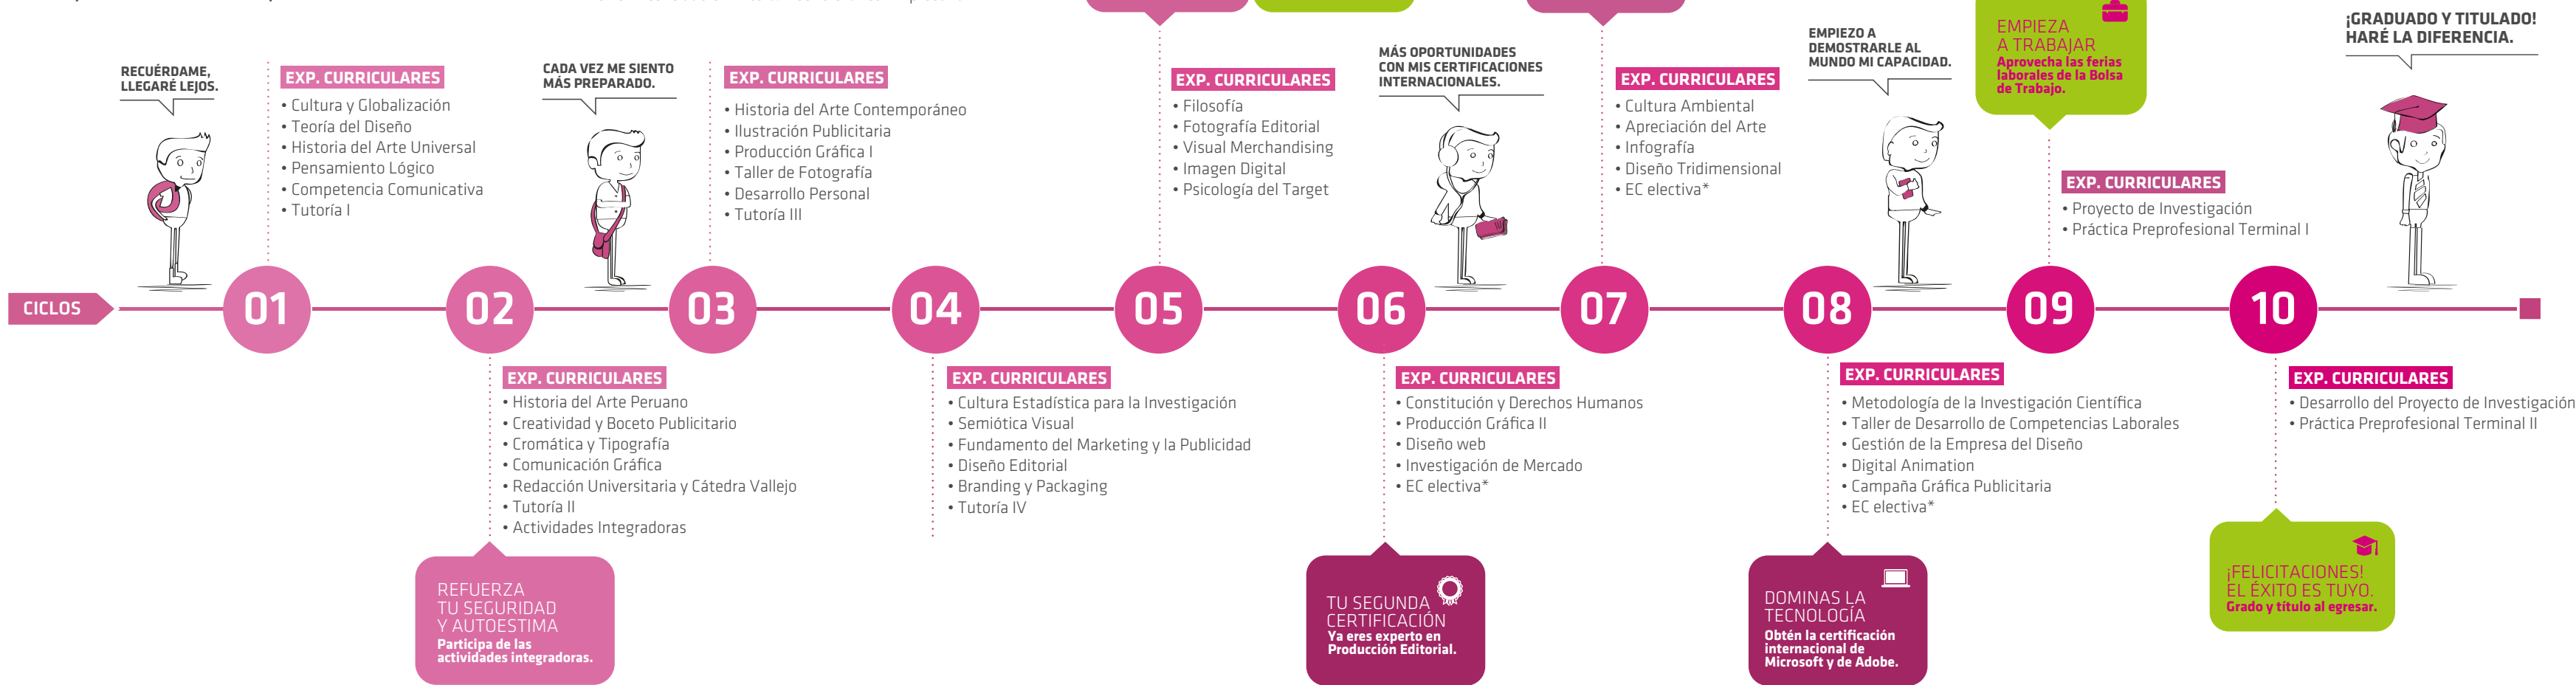 RECUÉRDAME,
LLEGARÉ LEJOS.
EXP. CURRICULARES
• Cultura y Globalización
• Teoría del Diseño
• Historia del Arte Universal
• Pensamiento Lógico
• Competencia Comunicativa
• Tutoría I
CADA VEZ ME SIENTO
MÁS PREPARADO.
EXP. CURRICULARES
• Historia del Arte Contemporáneo
• Ilustración Publicitaria
• Producción Gráfica I
• Taller de Fotografía
• Desarrollo Personal
• Tutoría III
EXP. CURRICULARES
• Filosofía
• Fotografía Editorial
• Visual Merchandising
• Imagen Digital
• Psicología del Target
MÁS OPORTUNIDADES
CON MIS CERTIFICACIONES
INTERNACIONALES.
EXP. CURRICULARES
• Cultura Ambiental
• Apreciación del Arte
• Infografía
• Diseño Tridimensional
• EC electiva*
EMPIEZO A
DEMOSTRARLE AL
MUNDO MI CAPACIDAD.
EMPIEZA
A TRABAJAR
Aprovecha las ferias
laborales de la Bolsa
de Trabajo.
EXP. CURRICULARES
• Proyecto de Investigación
• Práctica Preprofesional Terminal I
¡GRADUADO Y TITULADO!
HARÉ LA DIFERENCIA.
CICLOS
01
02
03
04
05
06
07
08
09
10
EXP. CURRICULARES
• Historia del Arte Peruano
• Creatividad y Boceto Publicitario
• Cromática y Tipografía
• Comunicación Gráfica
• Redacción Universitaria y Cátedra Vallejo
• Tutoría II
• Actividades Integradoras
REFUERZA
TU SEGURIDAD
Y AUTOESTIMA
Participa de las
actividades integradoras.
EXP. CURRICULARES
• Cultura Estadística para la Investigación
• Semiótica Visual
• Fundamento del Marketing y la Publicidad
• Diseño Editorial
• Branding y Packaging
• Tutoría IV
EXP. CURRICULARES
• Constitución y Derechos Humanos
• Producción Gráfica II
• Diseño web
• Investigación de Mercado
• EC electiva*
TU SEGUNDA
CERTIFICACIÓN
Ya eres experto en
Producción Editorial.
EXP. CURRICULARES
• Metodología de la Investigación Científica
• Taller de Desarrollo de Competencias Laborales
• Gestión de la Empresa del Diseño
• Digital Animation
• Campaña Gráfica Publicitaria
• EC electiva*
DOMINAS LA
TECNOLOGÍA
Obtén la certificación
internacional de
Microsoft y de Adobe.
EXP. CURRICULARES
• Desarrollo del Proyecto de Investigación
• Práctica Preprofesional Terminal II
¡FELICITACIONES!
EL ÉXITO ES TUYO.
Grado y título al egresar.